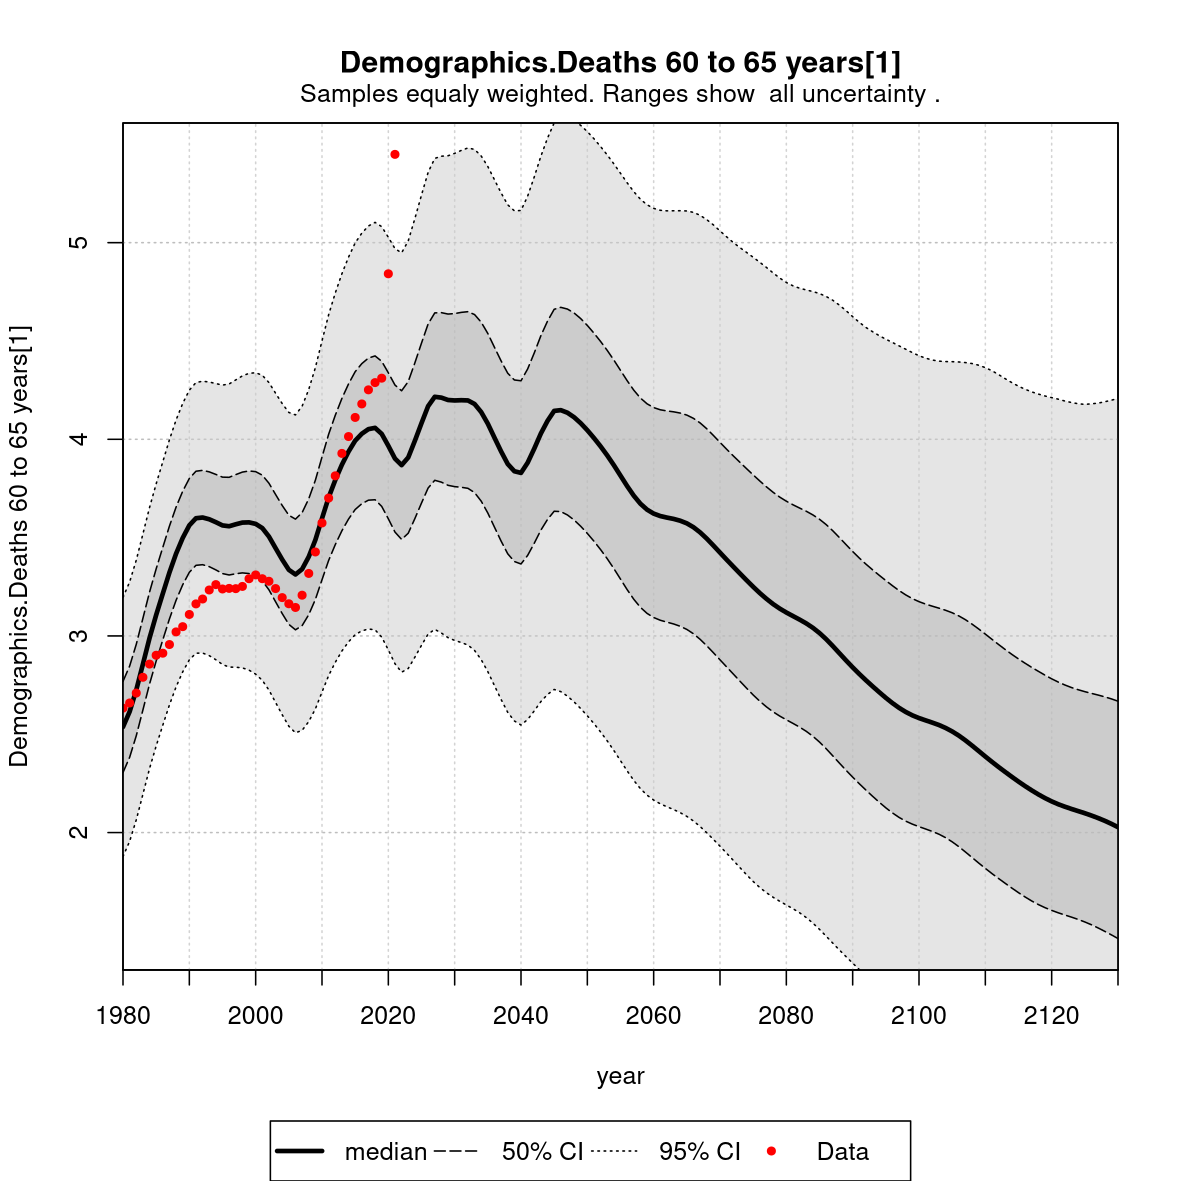 Demographics.Deaths 60 to 65 years[1]
Samples equaly weighted. Ranges show  all uncertainty .
Demographics.Deaths 60 to 65 years[1]
5
4
3
2
1980 2000 2020 2040 2060 2080 2100 2120
year
median 50% CI 95% CI Data